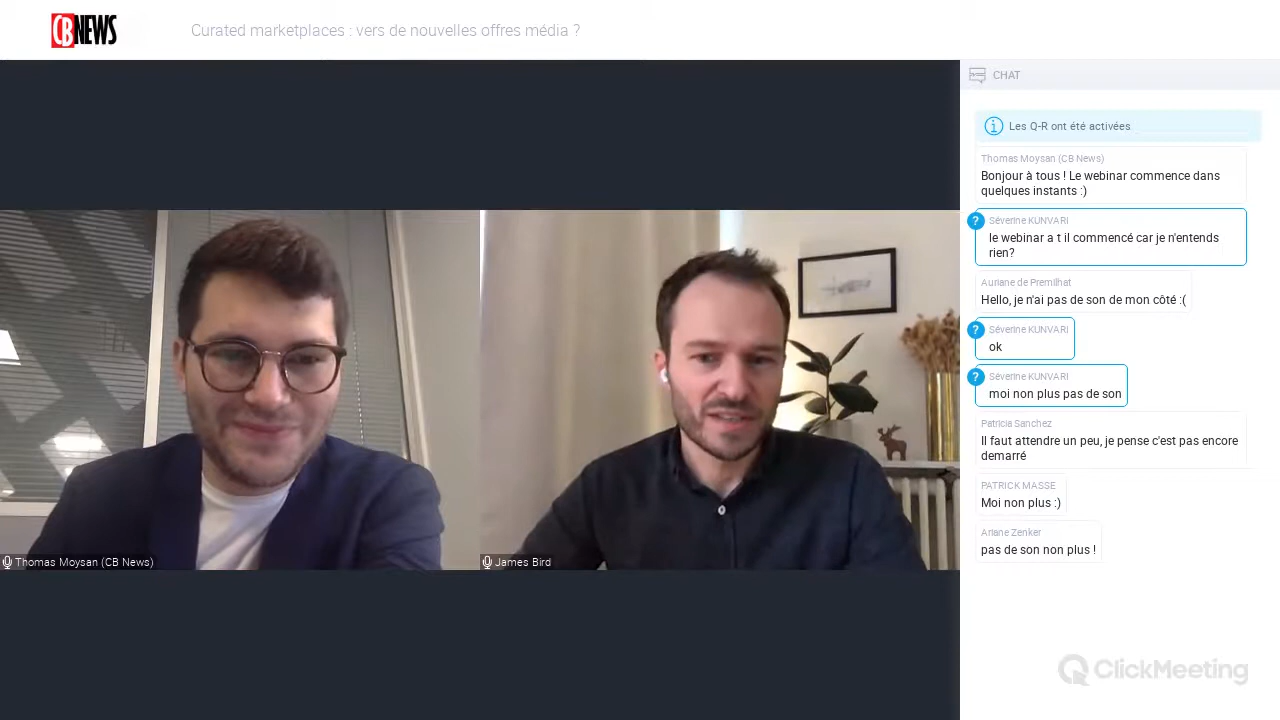 CB NEWS
Curated marketplaces : vers de nouvelles offres média ?
CHAT
Les Q-R ont été activées
Thomas Moysan (CB News)
Bonjour à tous ! Le webinar commence dans
quelques instants :)
?
Séverine KUNVARI
le webinar a t il commencé car je n'entends
rien?
Auriane de Premilhat
Hello, je n'ai pas de son de mon côté :(
?
Séverine KUNVARI
ok
?
Séverine KUNVARI
moi non plus pas de son
Patricia Sanchez
Il faut attendre un peu, je pense c'est pas encore
demarré
PATRICK MASSE
Moi non plus :)
Ariane Zenker
pas de son non plus !
Thomas Moysan (CB News)
James Bird
ClickMeeting